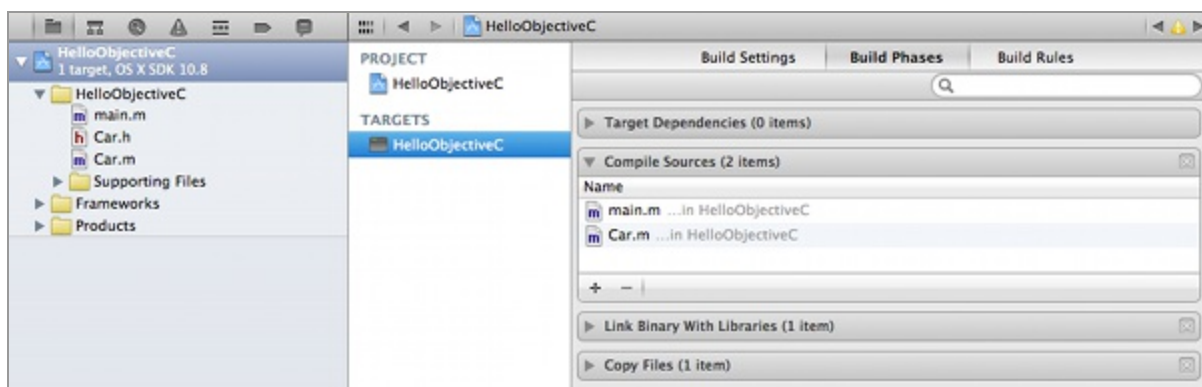 HelloObjectiveC
HelloObjectiveC
1 target, OS X SDK 10.8
HelloObjectiveC
m main.m
h Car.h
m Car.m
Supporting Files
Frameworks
Products
PROJECT
HelloObjectiveC
TARGETS
HelloObjectiveC
Build Settings Build Phases Build Rules
Target Dependencies (0 items)
Compile Sources (2 items)
Name
m main.m ...in HelloObjectiveC
m Car.m ...in HelloObjectiveC
Link Binary With Libraries (1 item)
Copy Files (1 item)